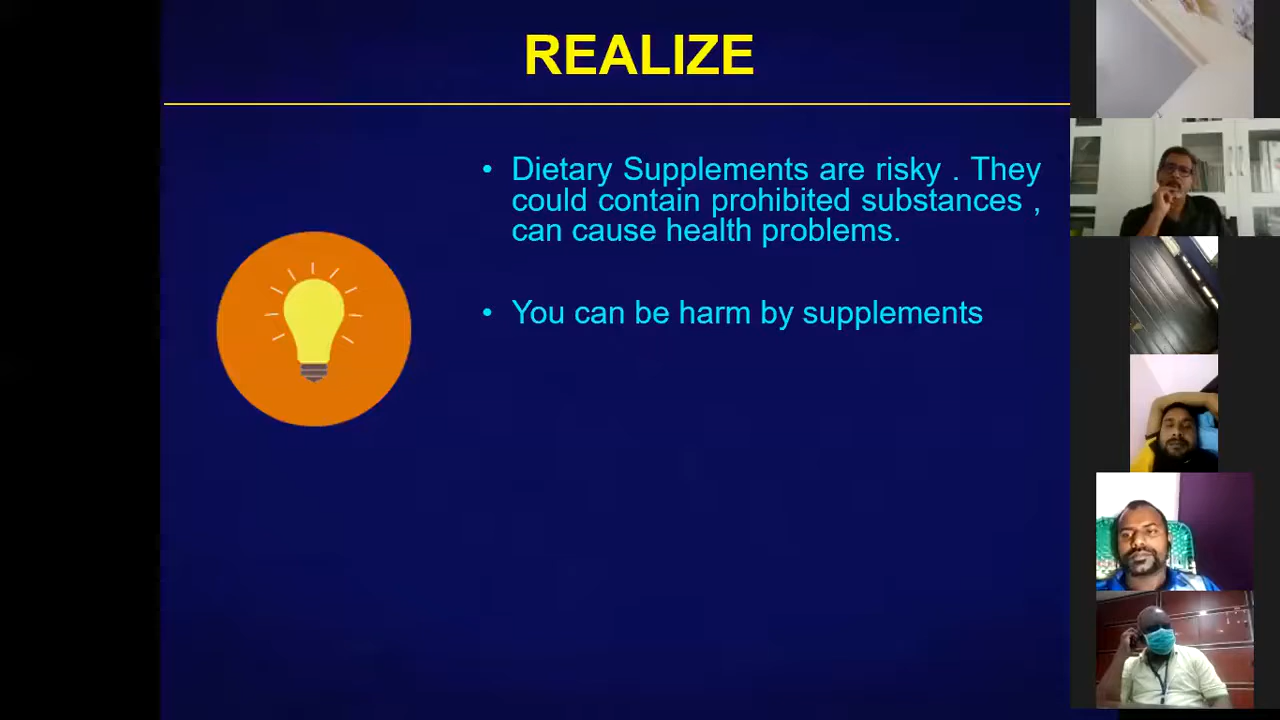 REALIZE
• Dietary Supplements are risky . They
could contain prohibited substances ,
can cause health problems.
• You can be harm by supplements